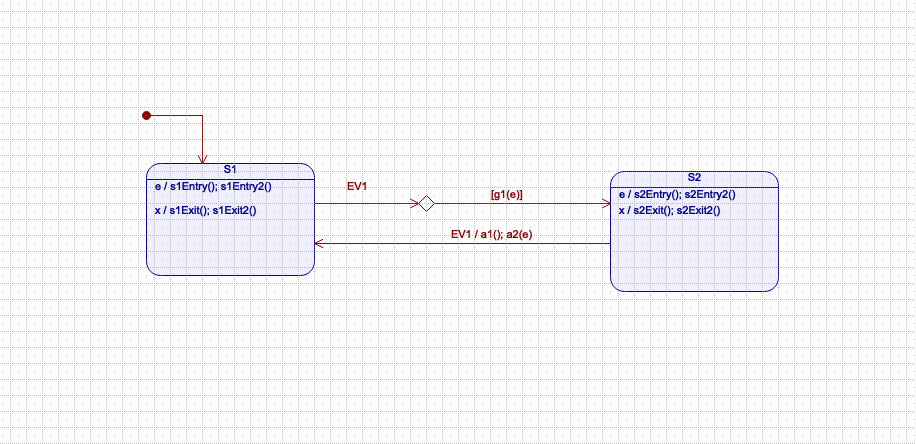 S1
e / s1Entry(); s1Entry2()
x / s1Exit(); s1Exit2()
EV1
[g1(e)]
EV1 / a1(); a2(e)
S2
e / s2Entry(); s2Entry2()
x / s2Exit(); s2Exit2()